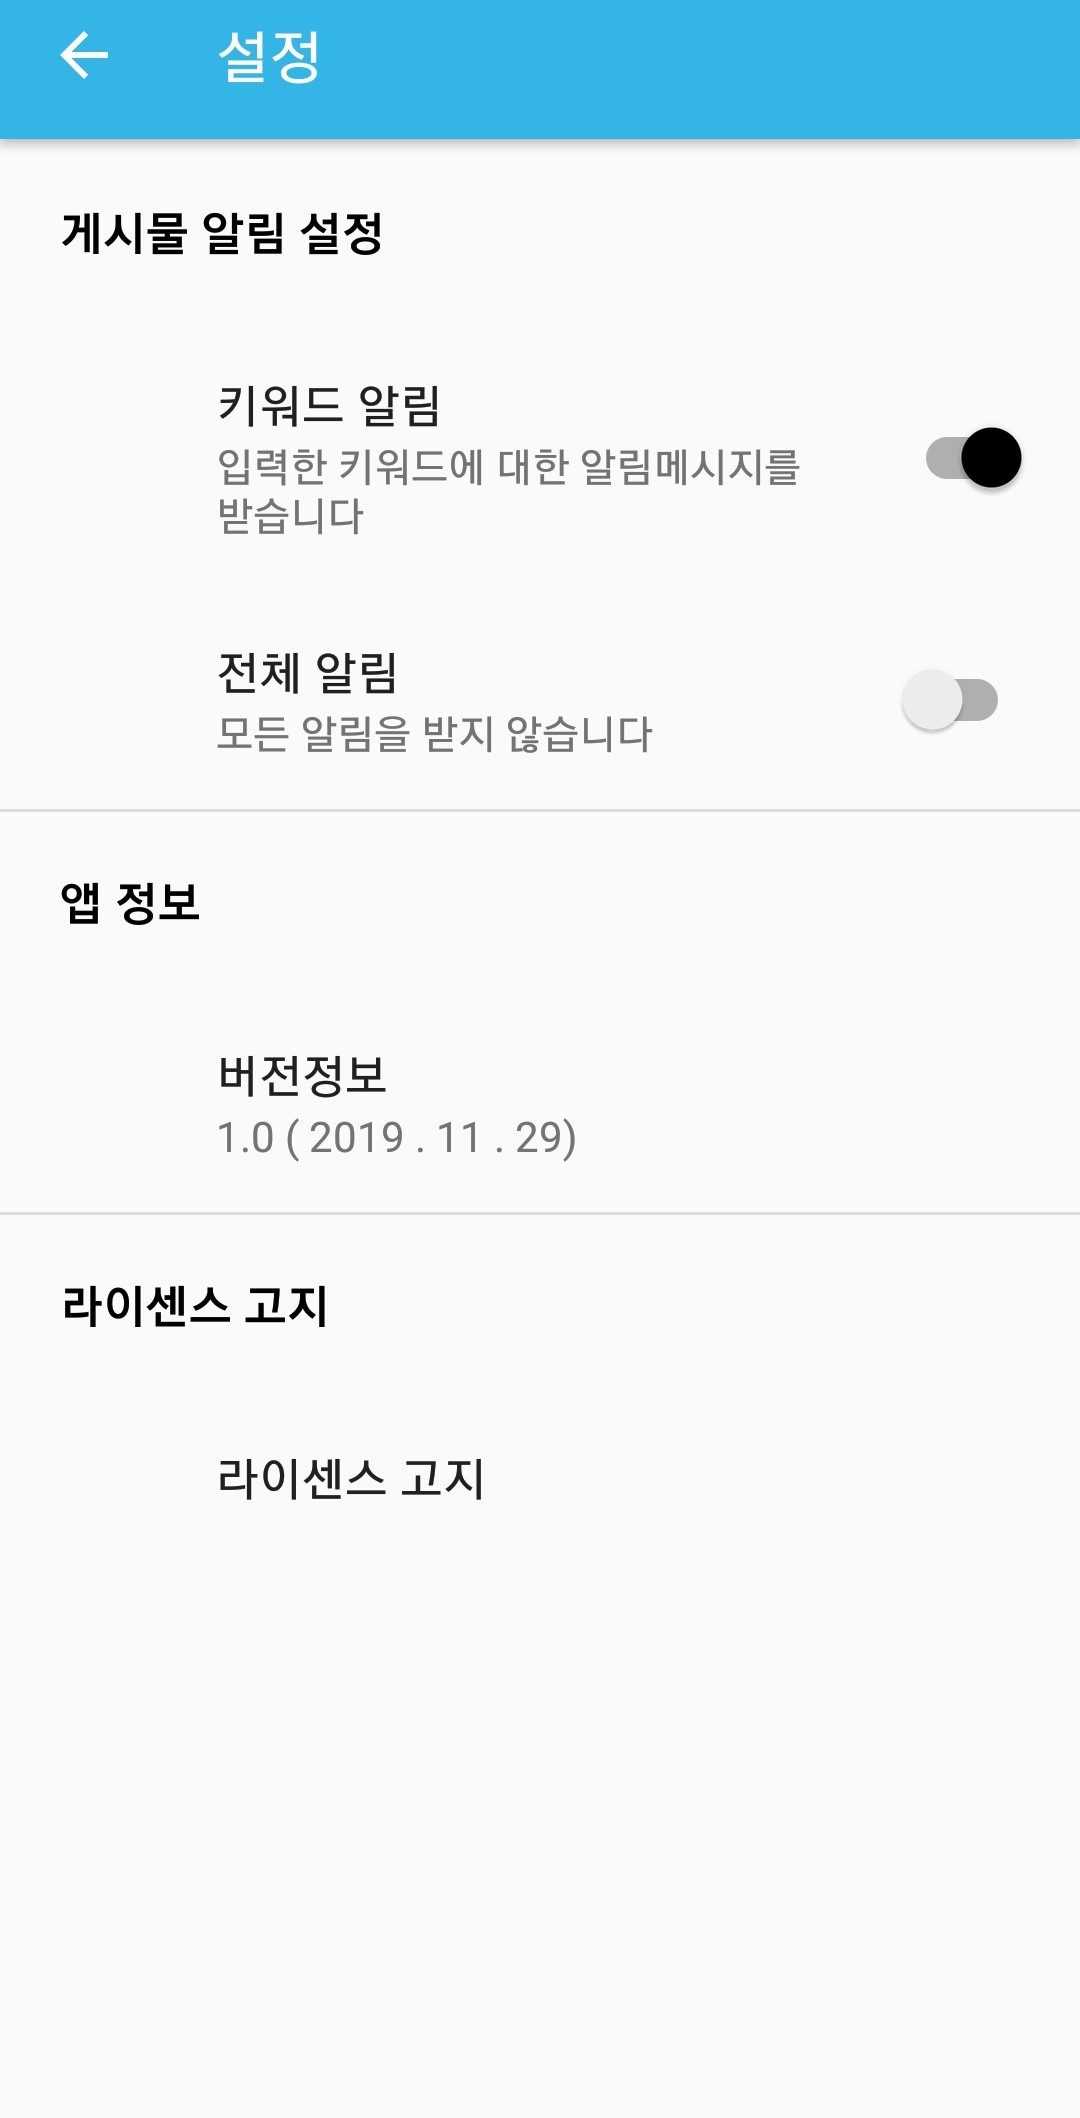 설정
게시물 알림 설정
키워드 알림
입력한 키워드에 대한 알림메시지를
받습니다
전체 알림
모든 알림을 받지 않습니다
앱 정보
버전정보
1.0 ( 2019 . 11 . 29)
라이센스 고지
라이센스 고지